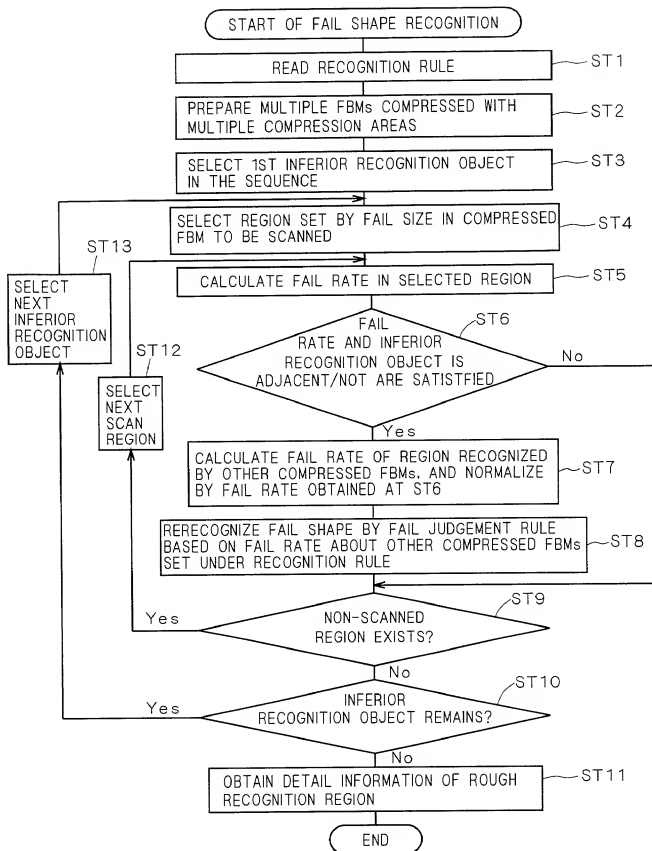 START OF FAIL SHAPE RECOGNITION
READ RECOGNITION RULE
ST1
PREPARE MULTIPLE FBMs COMPRESSED WITH
MULTIPLE COMPRESSION AREAS
ST2
SELECT 1ST INFERIOR RECOGNITION OBJECT
IN THE SEQUENCE
ST3
SELECT REGION SET BY FAIL SIZE IN COMPRESSED
FBM TO BE SCANNED
ST4
ST13
SELECT
NEXT
INFERIOR
RECOGNITION
OBJECT
CALCULATE FAIL RATE IN SELECTED REGION
ST5
ST12
SELECT
NEXT
SCAN
REGION
FAIL
RATE AND INFERIOR
RECOGNITION OBJECT IS
ADJACENT/NOT ARE SATISTFIED
ST6
No
Yes
CALCULATE FAIL RATE OF REGION RECOGNIZED
BY OTHER COMPRESSED FBMs, AND NORMALIZE
BY FAIL RATE OBTAINED AT ST6
ST7
RERECOGNIZE FAIL SHAPE BY FAIL JUDGEMENT RULE
BASED ON FAIL RATE ABOUT OTHER COMPRESSED FBMs
SET UNDER RECOGNITION RULE
ST8
ST9
Yes
NON-SCANNED
REGION EXISTS?
No
ST10
Yes
INFERIOR
RECOGNITION OBJECT REMAINS?
No
OBTAIN DETAIL INFORMATION OF ROUGH
RECOGNITION REGION
ST11
END